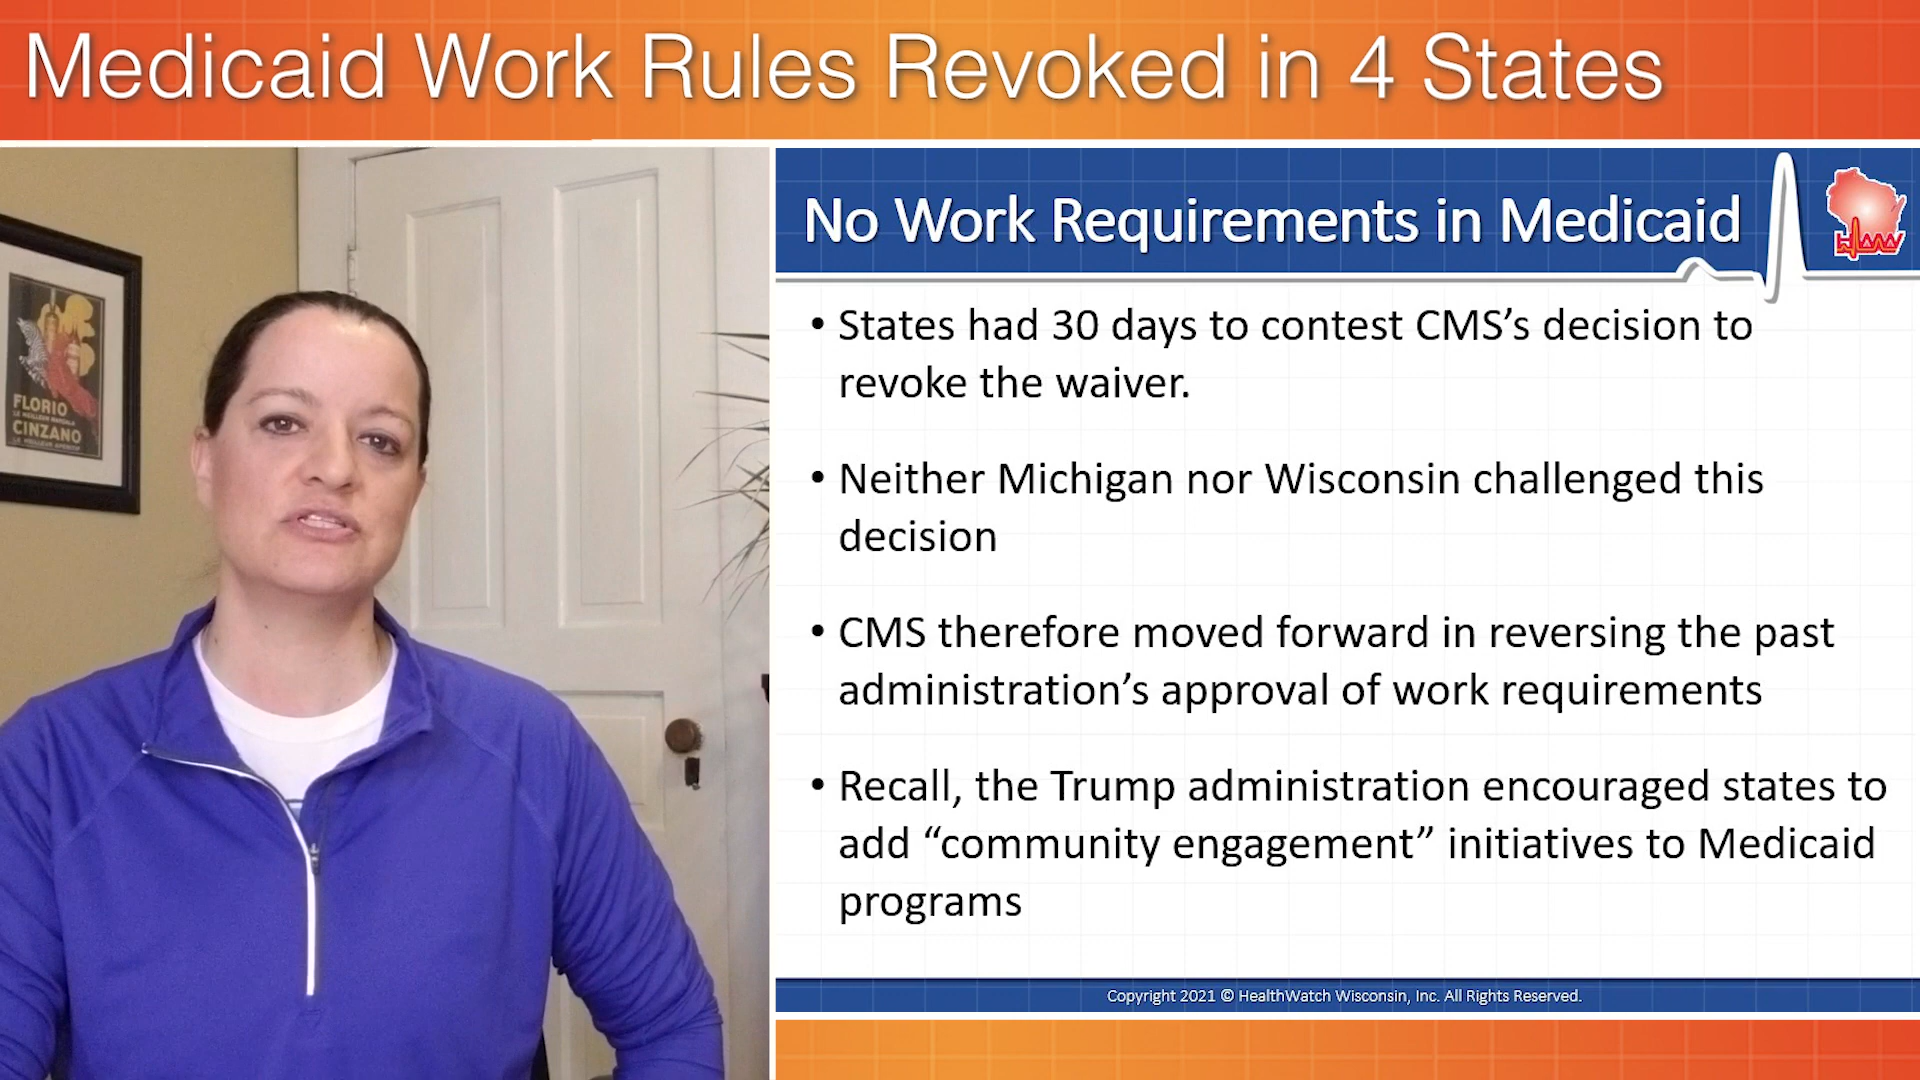 Medicaid Work Rules Revoked in 4 States
No Work Requirements in Medicaid
HWW
• States had 30 days to contest CMS’s decision to
revoke the waiver.
• Neither Michigan nor Wisconsin challenged this
decision
• CMS therefore moved forward in reversing the past
administration’s approval of work requirements
• Recall, the Trump administration encouraged states to
add “community engagement” initiatives to Medicaid
programs
Copyright 2021 © HealthWatch Wisconsin, Inc. All Rights Reserved.
FLORIO
CINZANO